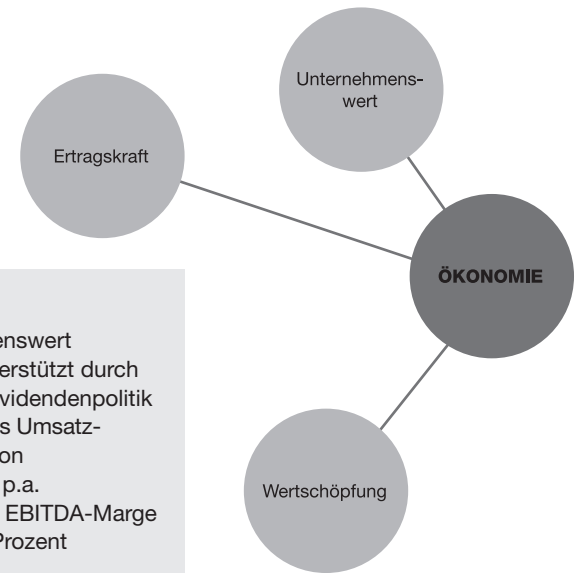 Unternehmens-
wert
Ertragskraft
ÖKONOMIE
Wertschöpfung
enswert
erstützt durch
videndenpolitik
s Umsatz-
on
p.a.
EBITDA-Marge
Prozent